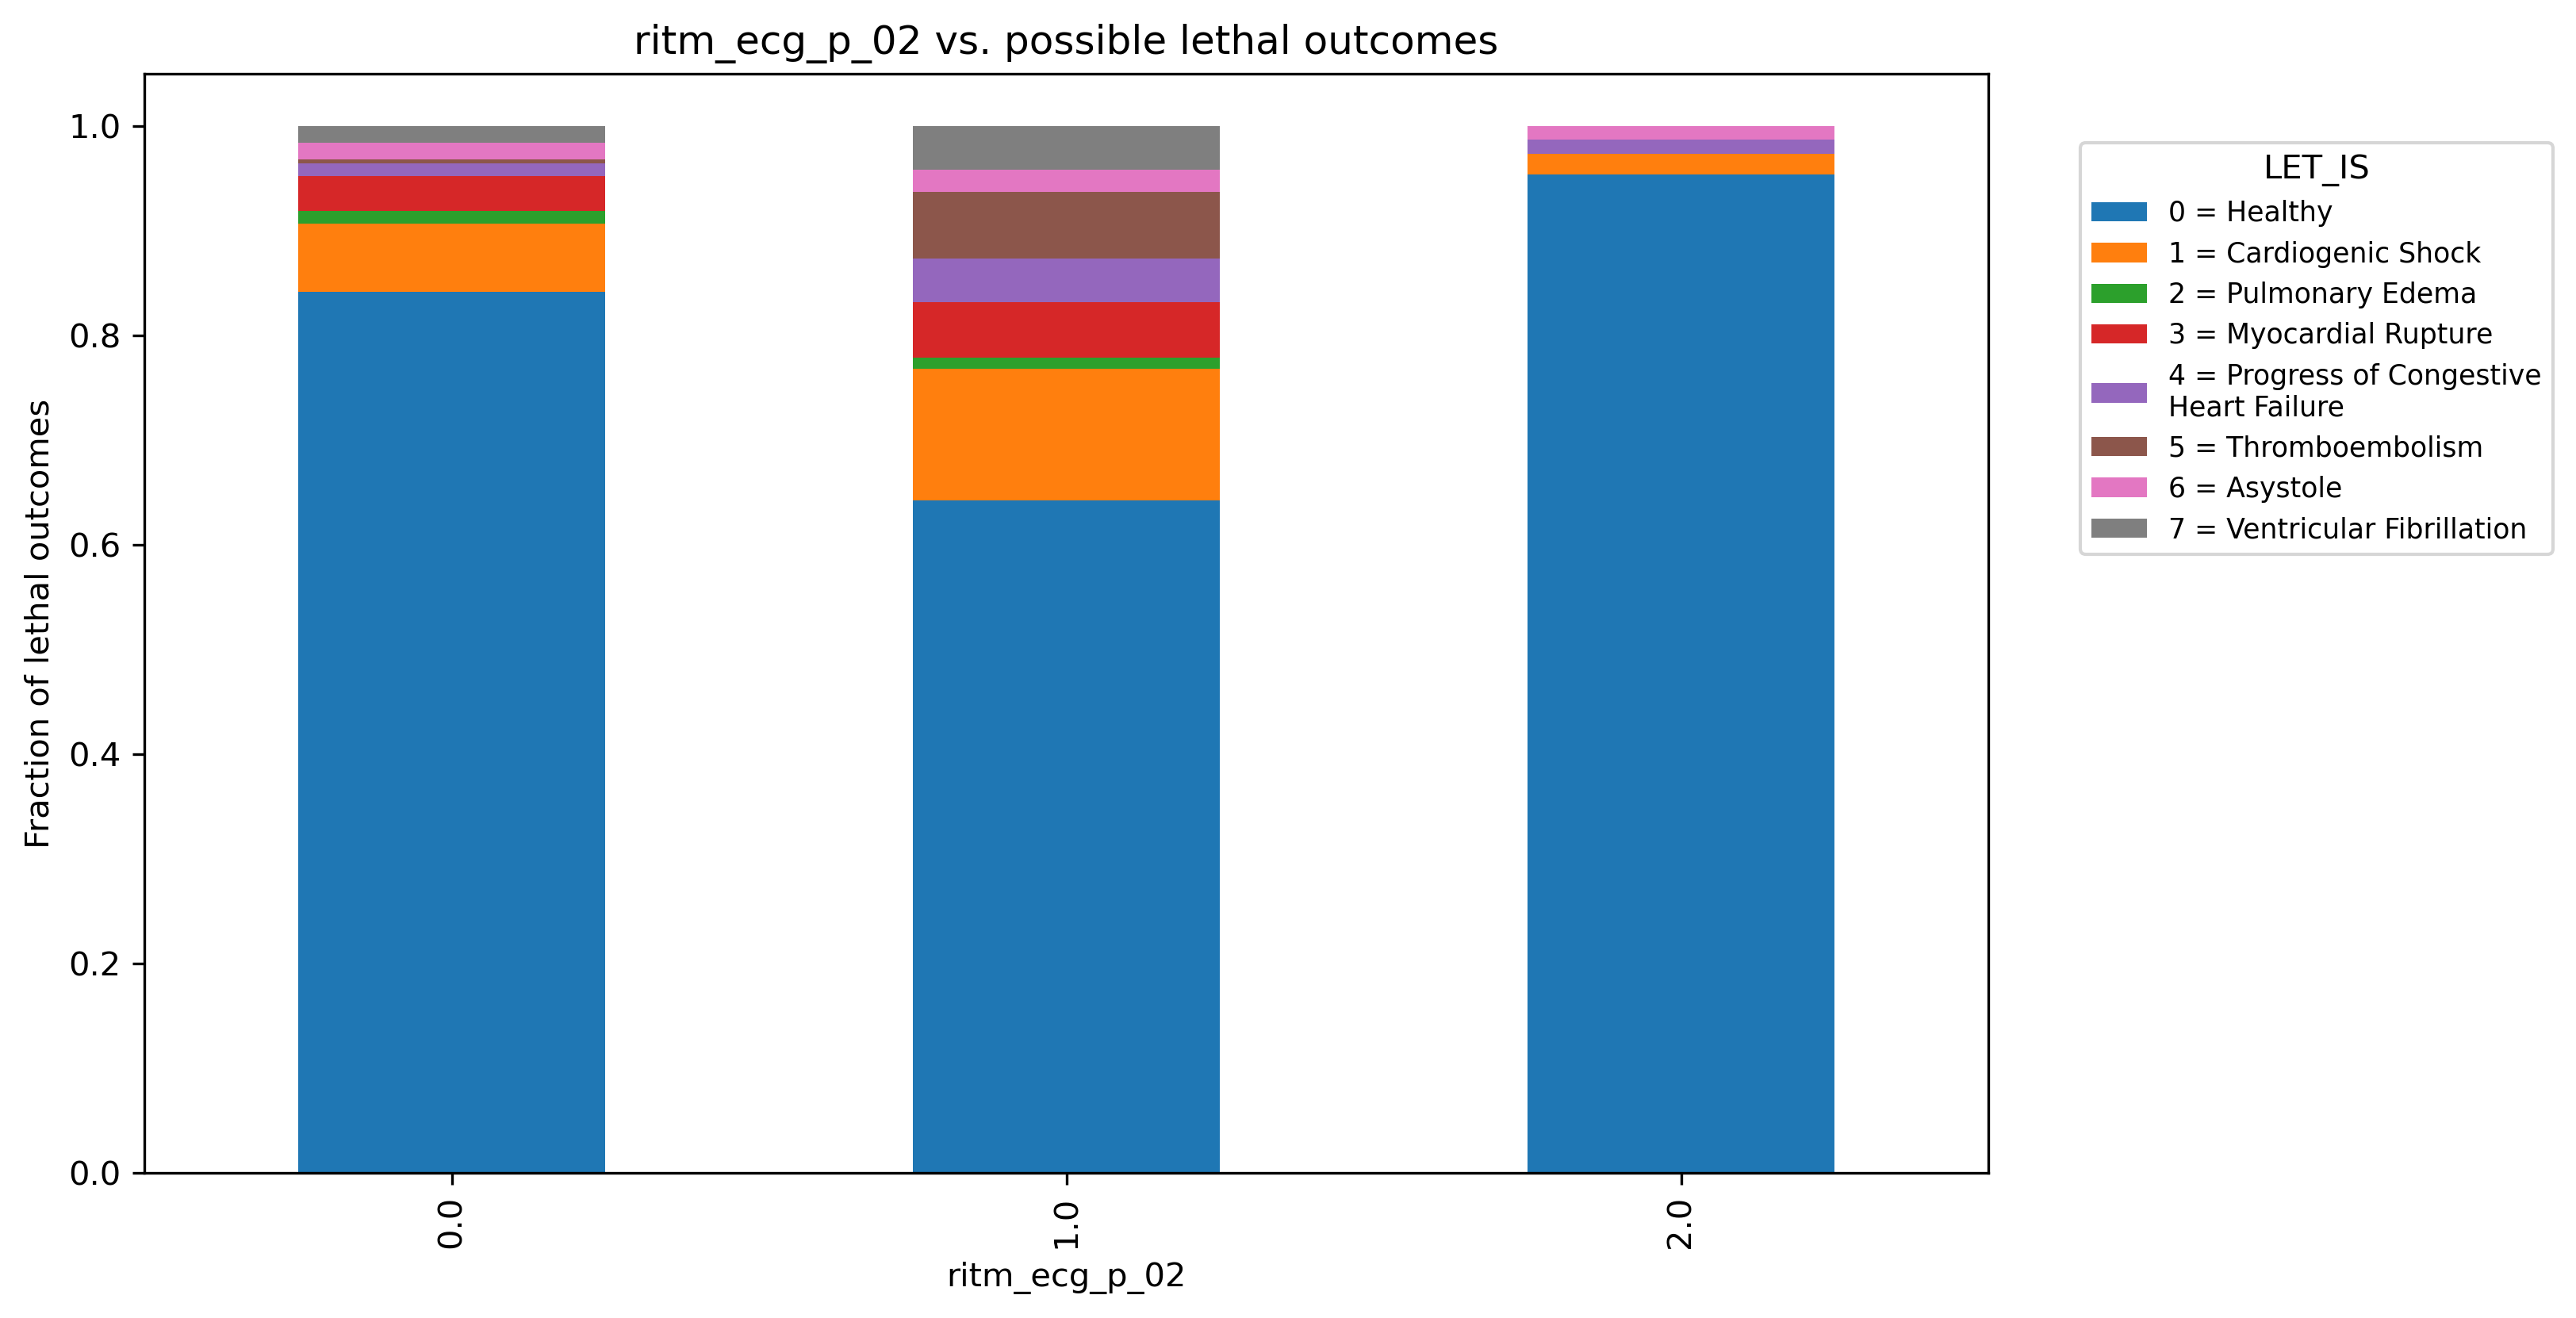 ritm_ecg_p_02 vs. possible lethal outcomes
Fraction of lethal outcomes
1.0
0.8
0.6
0.4
0.2
0.0
0.0
1.0
2.0
ritm_ecg_p_02
LET_IS
0 = Healthy
1 = Cardiogenic Shock
2 = Pulmonary Edema
3 = Myocardial Rupture
4 = Progress of Congestive
Heart Failure
5 = Thromboembolism
6 = Asystole
7 = Ventricular Fibrillation